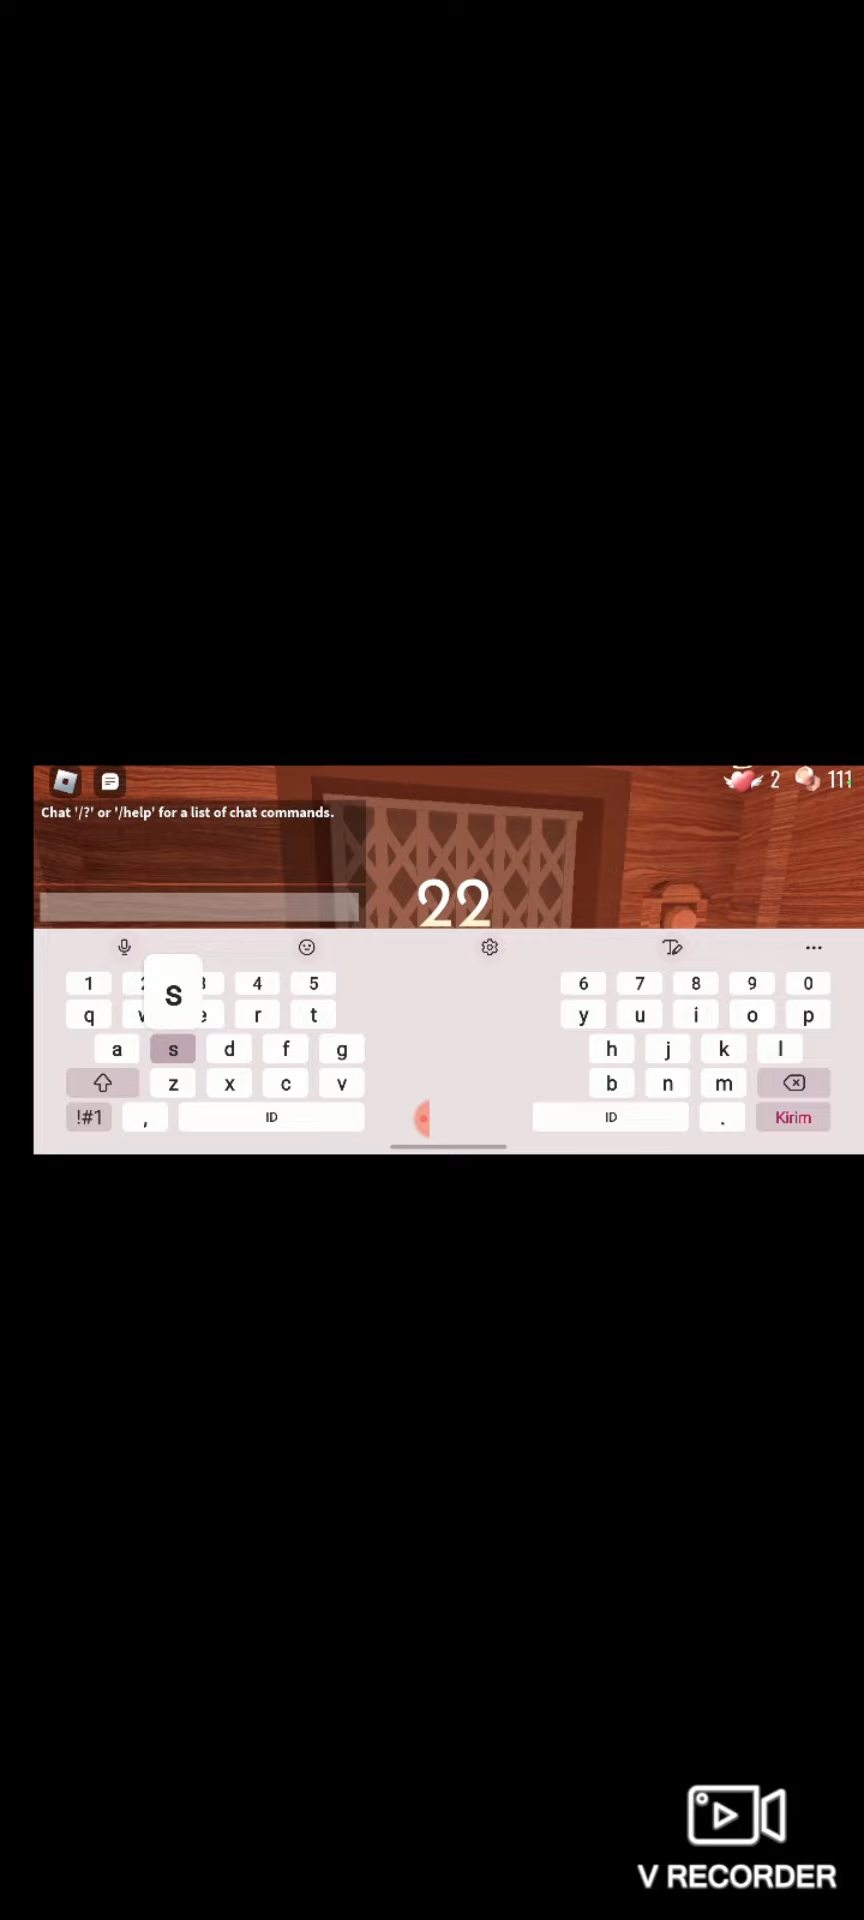 2 111
Chat '/?' or '/help' for a list of chat commands.
22
1 4 5 6 7 8 9 0
s
q e r t y u i o p
a s d f g h j k l
z x c v b n m
!#1 , ID ID . Kirim
V RECORDER